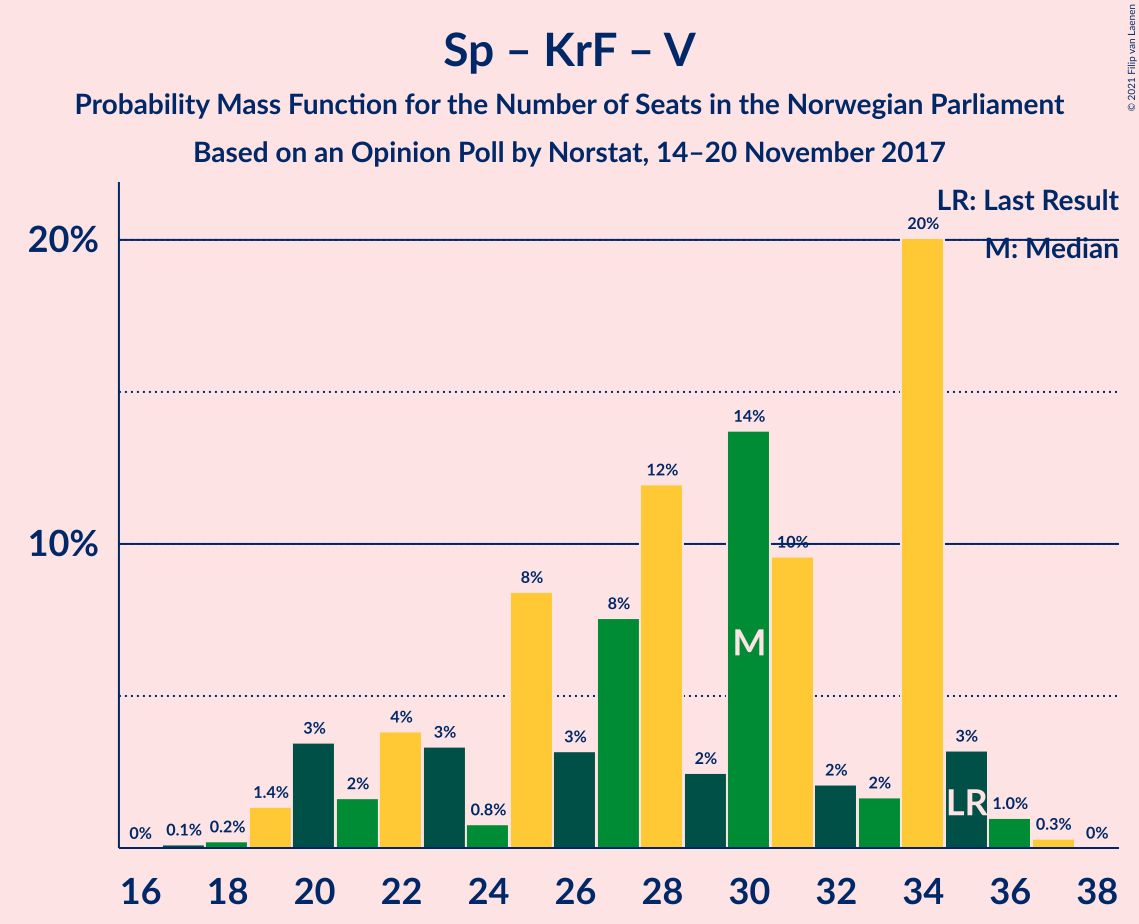 Sp – KrF – V
Probability Mass Function for the Number of Seats in the Norwegian Parliament
Based on an Opinion Poll by Norstat, 14–20 November 2017
© 2021 Filip van Laenen
LR: Last Result
M: Median
20%
10%
0% 0.1% 0.2% 1.4% 3% 2% 4% 3% 0.8% 8% 3% 8% 12% 2% 14% 10% 2% 2% 20% 3% 1.0% 0.3% 0%
M
LR
16 18 20 22 24 26 28 30 32 34 36 38